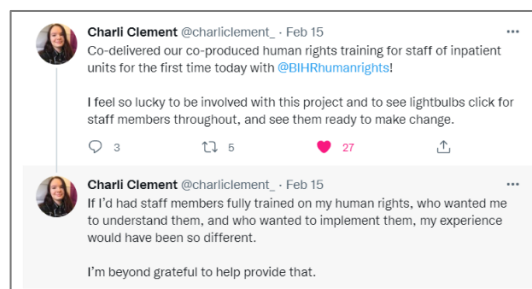 Charli Clement @charliclement_ · Feb 15
Co-delivered our co-produced human rights training for staff of inpatient
units for the first time today with @BIHRhumanrights!
I feel so lucky to be involved with this project and to see lightbulbs click for
staff members throughout, and see them ready to make change.
3 5 27
Charli Clement @charliclement_ · Feb 15
If I'd had staff members fully trained on my human rights, who wanted me
to understand them, and who wanted to implement them, my experience
would have been so different.
I'm beyond grateful to help provide that.